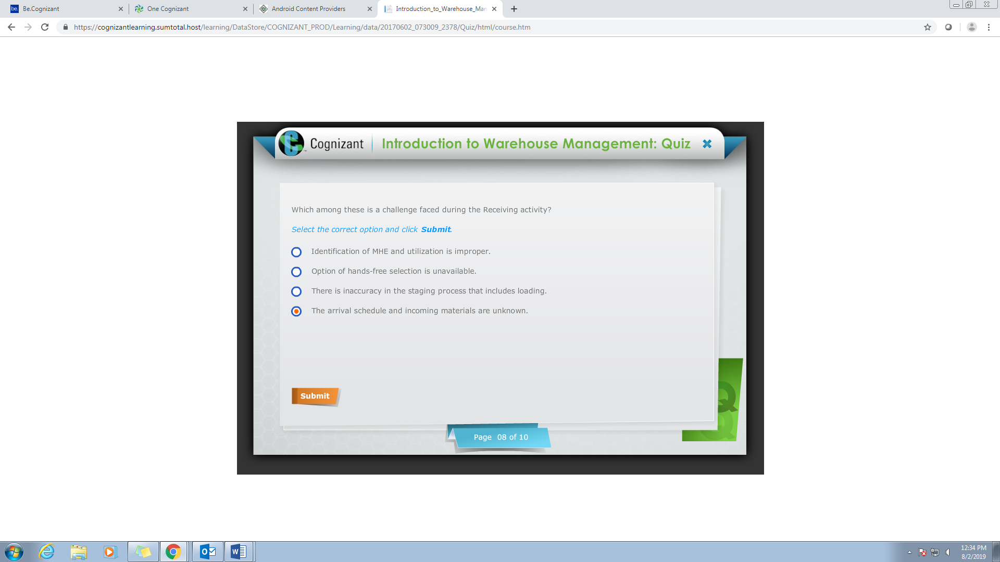 be. Be.Cognizant
One Cognizant
Android Content Providers
Introduction_to_Warehouse_Man
https://cognizantlearning.sumtotal.host/learning/DataStore/COGNIZANT_PROD/Learning/data/20170602_073009_2378/Quiz/html/course.htm
Cognizant
Introduction to Warehouse Management: Quiz
Which among these is a challenge faced during the Receiving activity?
Select the correct option and click Submit.
Identification of MHE and utilization is improper.
Option of hands-free selection is unavailable.
There is inaccuracy in the staging process that includes loading.
The arrival schedule and incoming materials are unknown.
Submit
Q
Q
Page 08 of 10
12:34 PM
8/2/2019